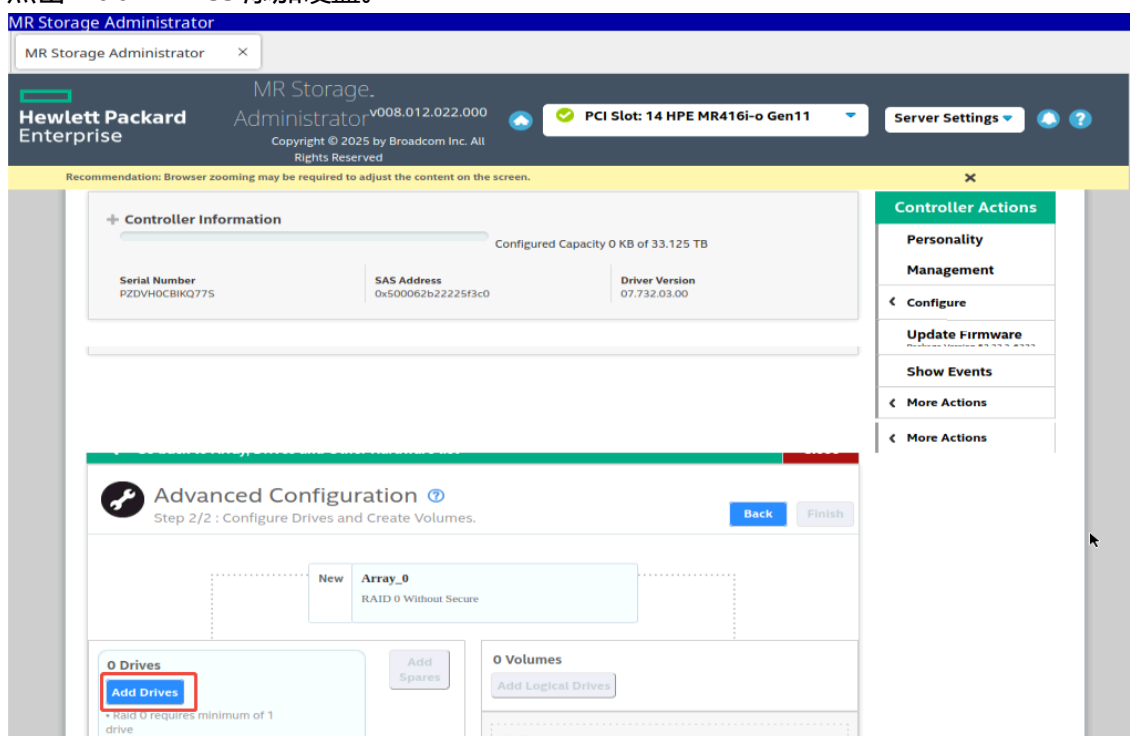 MR Storage Administrator
MR Storage Administrator ×
MR Storage
Administrator v008.012.022.000
Hewlett Packard
Enterprise
Copyright © 2025 by Broadcom Inc. All
Rights Reserved
PCI Slot: 14 HPE MR416i-o Gen11
Server Settings
?
Recommendation: Browser zooming may be required to adjust the content on the screen.
Controller Information
Configured Capacity 0 KB of 33.125 TB
Serial Number
PZDVH0CBIKQ77S
SAS Address
0x500062b22225f3c0
Driver Version
07.732.03.00
Controller Actions
Personality
Management
Configure
Update Firmware
Show Events
More Actions
More Actions
Advanced Configuration ?
Step 2/2 : Configure Drives and Create Volumes.
Back
Finish
New
Array_0
RAID 0 Without Secure
0 Drives
Add Drives
• Raid 0 requires minimum of 1
drive
Add
Spares
0 Volumes
Add Logical Drives